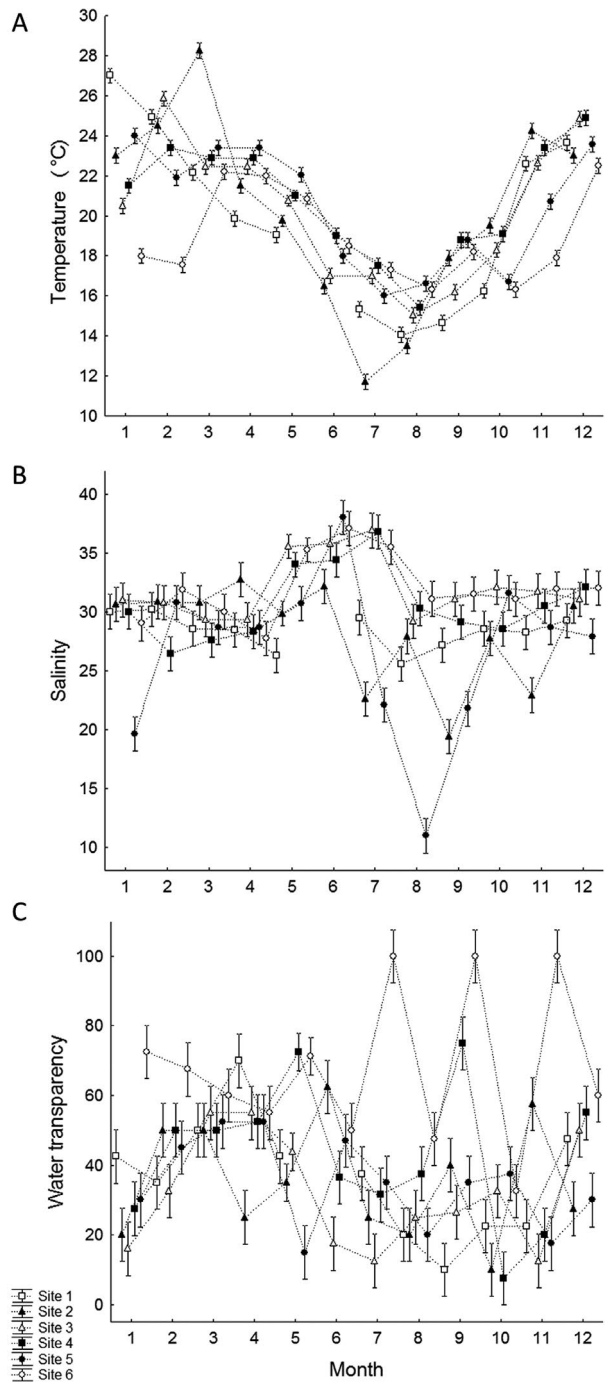 A
30
28
26
24
22
20
18
16
14
12
10
Temperature ( °C)
1 2 3 4 5 6 7 8 9 10 11 12
B
40
35
30
25
20
15
10
Salinity
1 2 3 4 5 6 7 8 9 10 11 12
C
100
80
60
40
20
0
Water transparency
1 2 3 4 5 6 7 8 9 10 11 12
Month
Site 1
Site 2
Site 3
Site 4
Site 5
Site 6